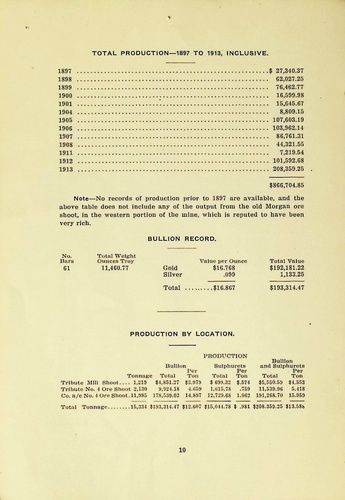 TOTAL PRODUCTION—1897 TO 1913, INCLUSIVE.
1897 ........ $ 27,340.37
1898 ........ 62,027.25
1899 ........ 76,462.77
1900 ........ 16,599.98
1901 ........ 15,645.67
1904 ........ 8,809.15
1905 ........ 107,603.19
1906 ........ 103,962.14
1907 ........ 86,761.31
1908 ........ 44,321.55
1911 ........ 7,219.54
1912 ........ 101,592.68
1913 ........ 208,359.25
$866,704.85
Note—No records of production prior to 1897 are available, and the
above table does not include any of the output from the old Morgan ore
shoot, in the western portion of the mine, which is reputed to have been
very rich.
BULLION RECORD.
No. Total Weight
Bars Ounces Troy Value per Ounce Total Value
61 11,460.77 Gold $16.768 $192,181.22
Silver .099 1,133.25
Total .........$16.867 $193,314.47
PRODUCTION BY LOCATION.
PRODUCTION
Bullion Sulphurets Bullion and Sulphurets
Tonnage Total Per Ton Total Per Ton Total Per Ton
Tribute Mill Shoot.... 1,219 $4,851.27 $3.979 $ 699.32 $.574 $5,550.59 $4.553
Tribute No. 4 Ore Shoot 2,130 9,924.18 4.659 1,615.78 .759 11,539.96 5.418
Co. a/c No. 4 Ore Shoot.11,985 178,539.02 14.897 12,729.68 1.062 191,268.70 15.959
Total Tonnage........15,334 $193,314.47 $12.607 $15,044.78 $ .981 $208,359.25 $13.588
10